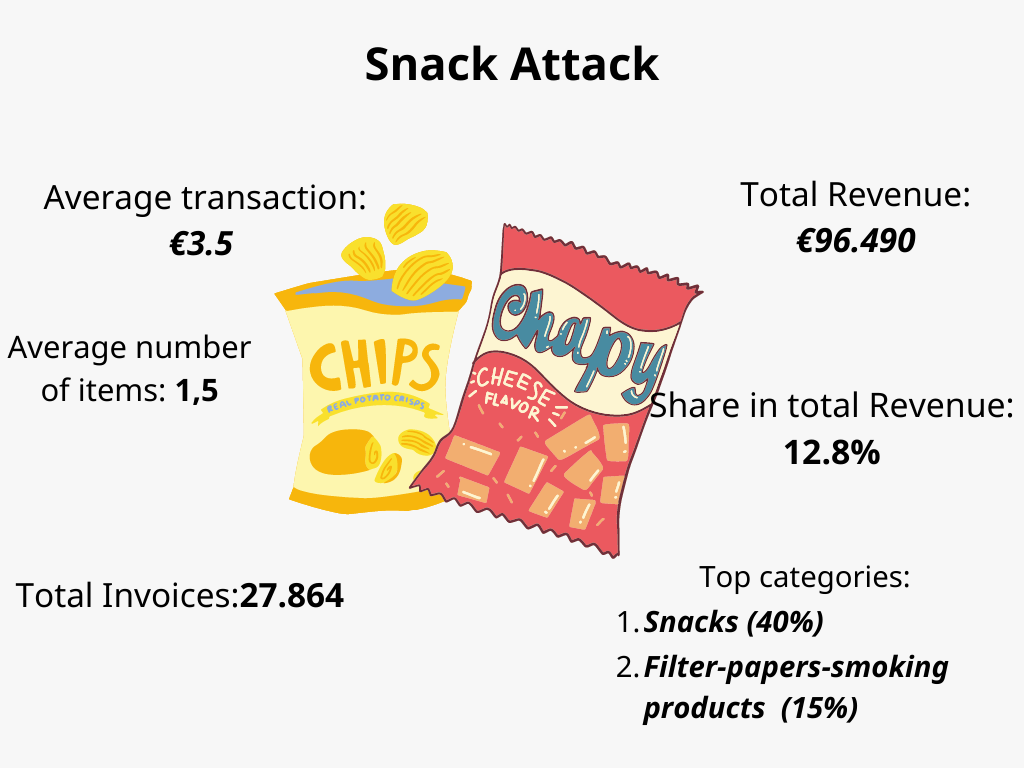 Snack Attack
Average transaction:
€3.5
Total Revenue:
€96.490
Average number
of items: 1,5
CHIPS
REAL POTATO CRISPS
Chapy
CHEESE
FLAVOR
Share in total Revenue:
12.8%
Total Invoices:27.864
Top categories:
1. Snacks (40%)
2. Filter-papers-smoking
products (15%)